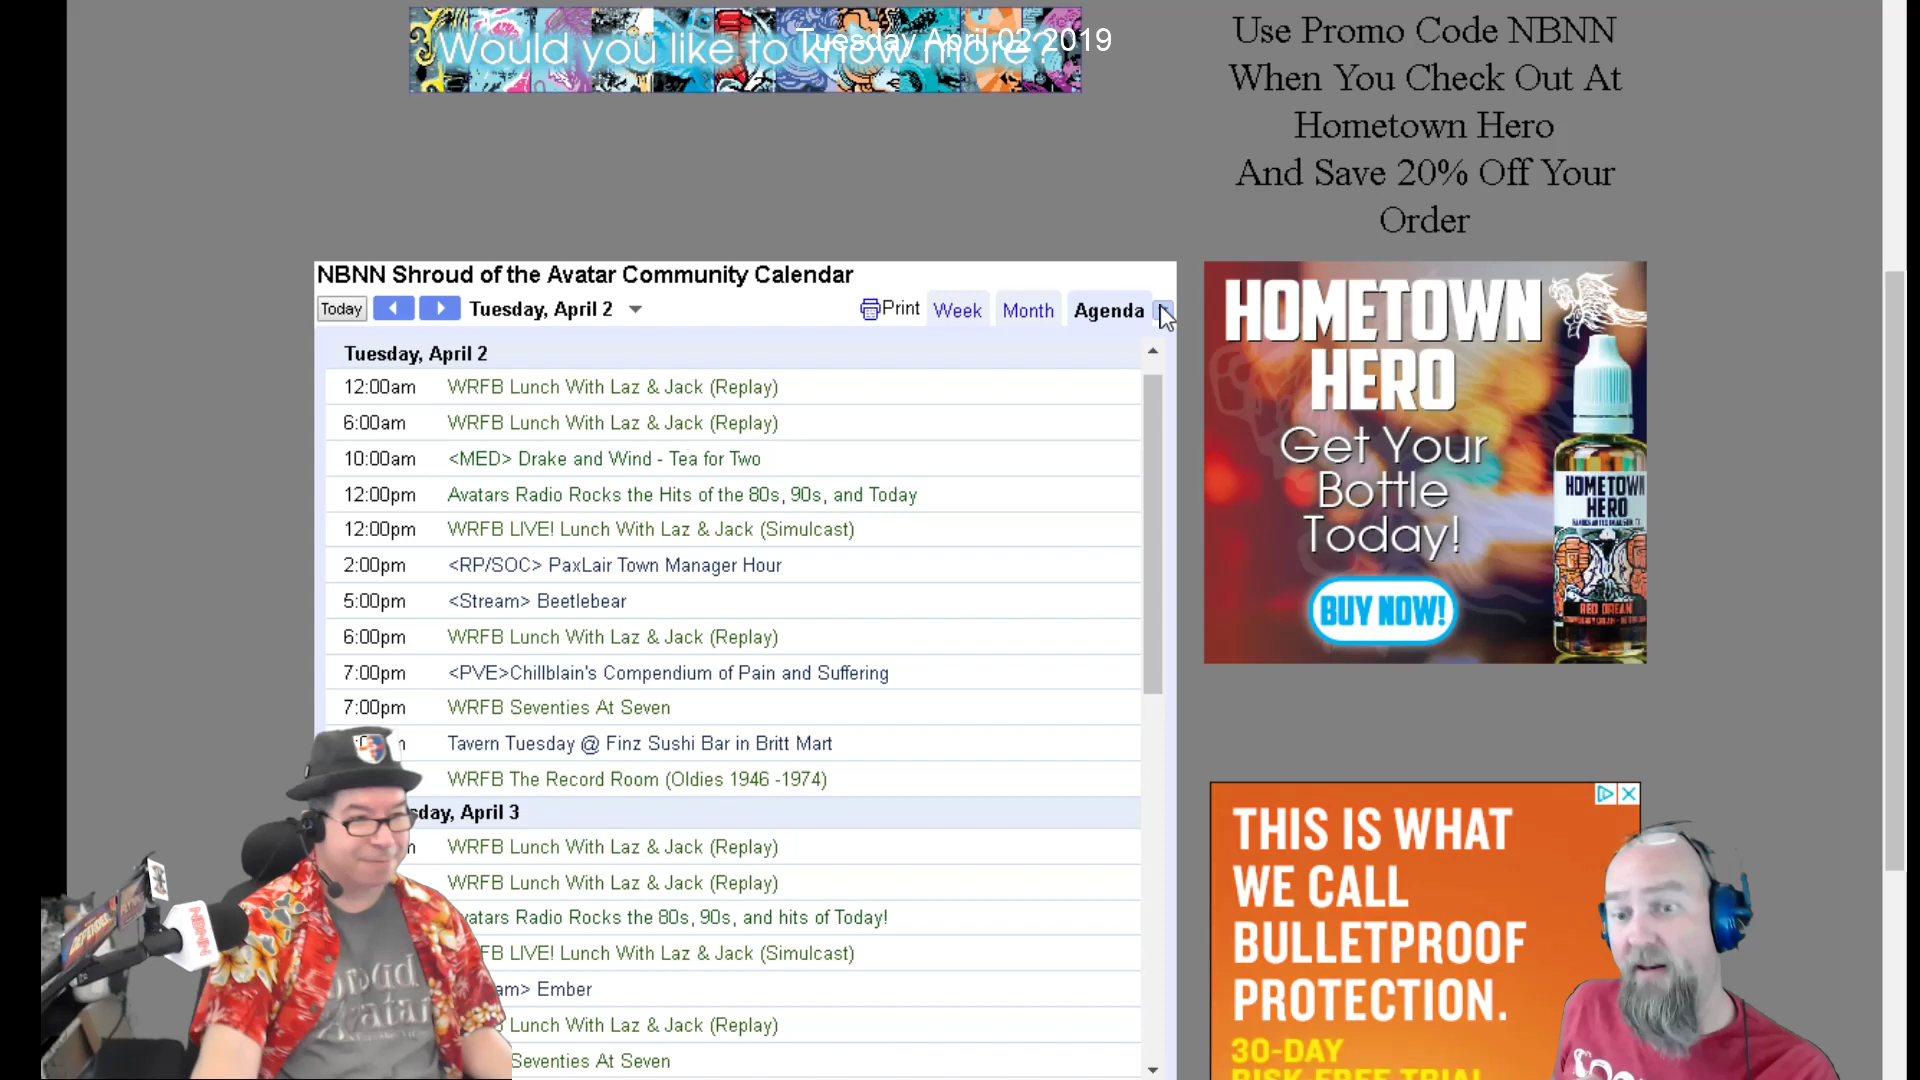 Would you like to know more?
Tuesday April 02 2019
Use Promo Code NBNN
When You Check Out At
Hometown Hero
And Save 20% Off Your
Order
NBNN Shroud of the Avatar Community Calendar
Today
Tuesday, April 2
Print
Week
Month
Agenda
Tuesday, April 2
12:00am WRFB Lunch With Laz & Jack (Replay)
6:00am WRFB Lunch With Laz & Jack (Replay)
10:00am <MED> Drake and Wind - Tea for Two
12:00pm Avatars Radio Rocks the Hits of the 80s, 90s, and Today
12:00pm WRFB LIVE! Lunch With Laz & Jack (Simulcast)
2:00pm <RP/SOC> PaxLair Town Manager Hour
5:00pm <Stream> Beetlebear
6:00pm WRFB Lunch With Laz & Jack (Replay)
7:00pm <PVE>Chillblain's Compendium of Pain and Suffering
7:00pm WRFB Seventies At Seven
Tavern Tuesday @ Finz Sushi Bar in Britt Mart
WRFB The Record Room (Oldies 1946 -1974)
sday, April 3
WRFB Lunch With Laz & Jack (Replay)
WRFB Lunch With Laz & Jack (Replay)
vatars Radio Rocks the 80s, 90s, and hits of Today!
FB LIVE! Lunch With Laz & Jack (Simulcast)
am> Ember
Lunch With Laz & Jack (Replay)
Seventies At Seven
HOMETOWN
HERO
Get Your
Bottle
Today!
BUY NOW!
HOMETOWN
HERO
RED DREAM
THIS IS WHAT
WE CALL
BULLETPROOF
PROTECTION.
30-DAY
RISK-FREE TRIAL
NBNN